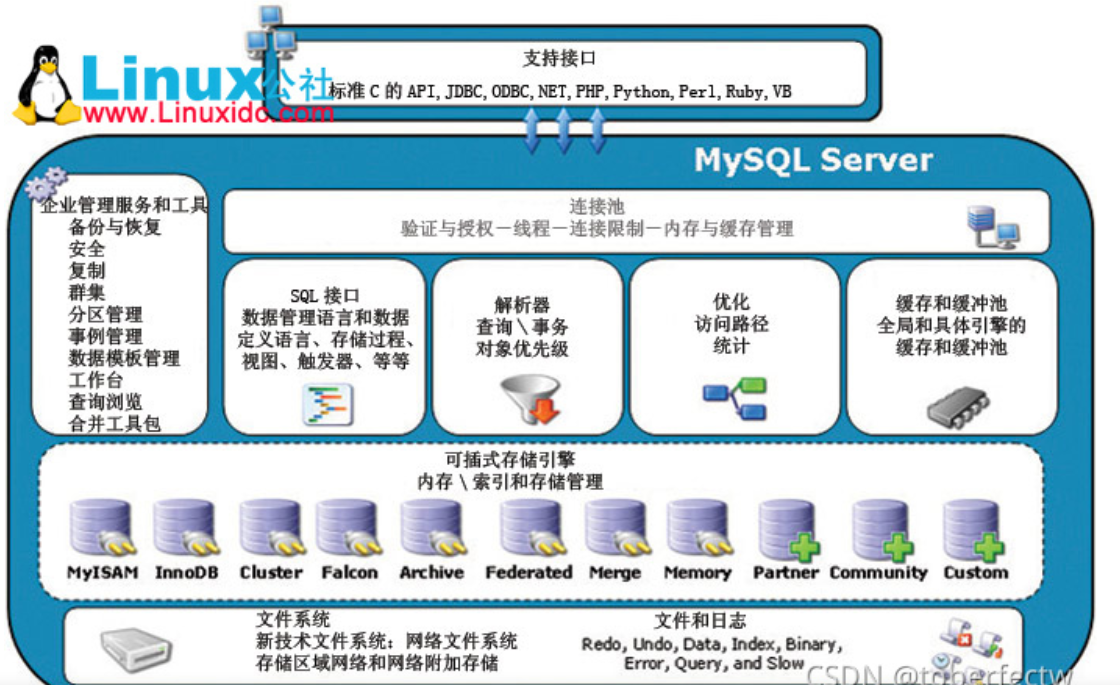 支持接口
Linux公社
标准 C 的 API, JDBC, ODBC, NET, PHP, Python, Perl, Ruby, VB
www.Linuxidc.com
MySQL Server
企业管理服务和工具
备份与恢复
安全
复制
群集
分区管理
事例管理
数据模板管理
工作台
查询浏览
合并工具包
连接池
验证与授权－线程－连接限制－内存与缓存管理
SQL 接口
数据管理语言和数据
定义语言、存储过程、
视图、触发器、等等
解析器
查询 \ 事务
对象优先级
优化
访问路径
统计
缓存和缓冲池
全局和具体引擎的
缓存和缓冲池
可插式存储引擎
内存 \ 索引和存储管理
MyISAM InnoDB Cluster Falcon Archive Federated Merge Memory Partner Community Custom
文件系统
新技术文件系统：网络文件系统
存储区域网络和网络附加存储
文件和日志
Redo, Undo, Data, Index, Binary,
Error, Query, and Slow
CSDN @toberfectw